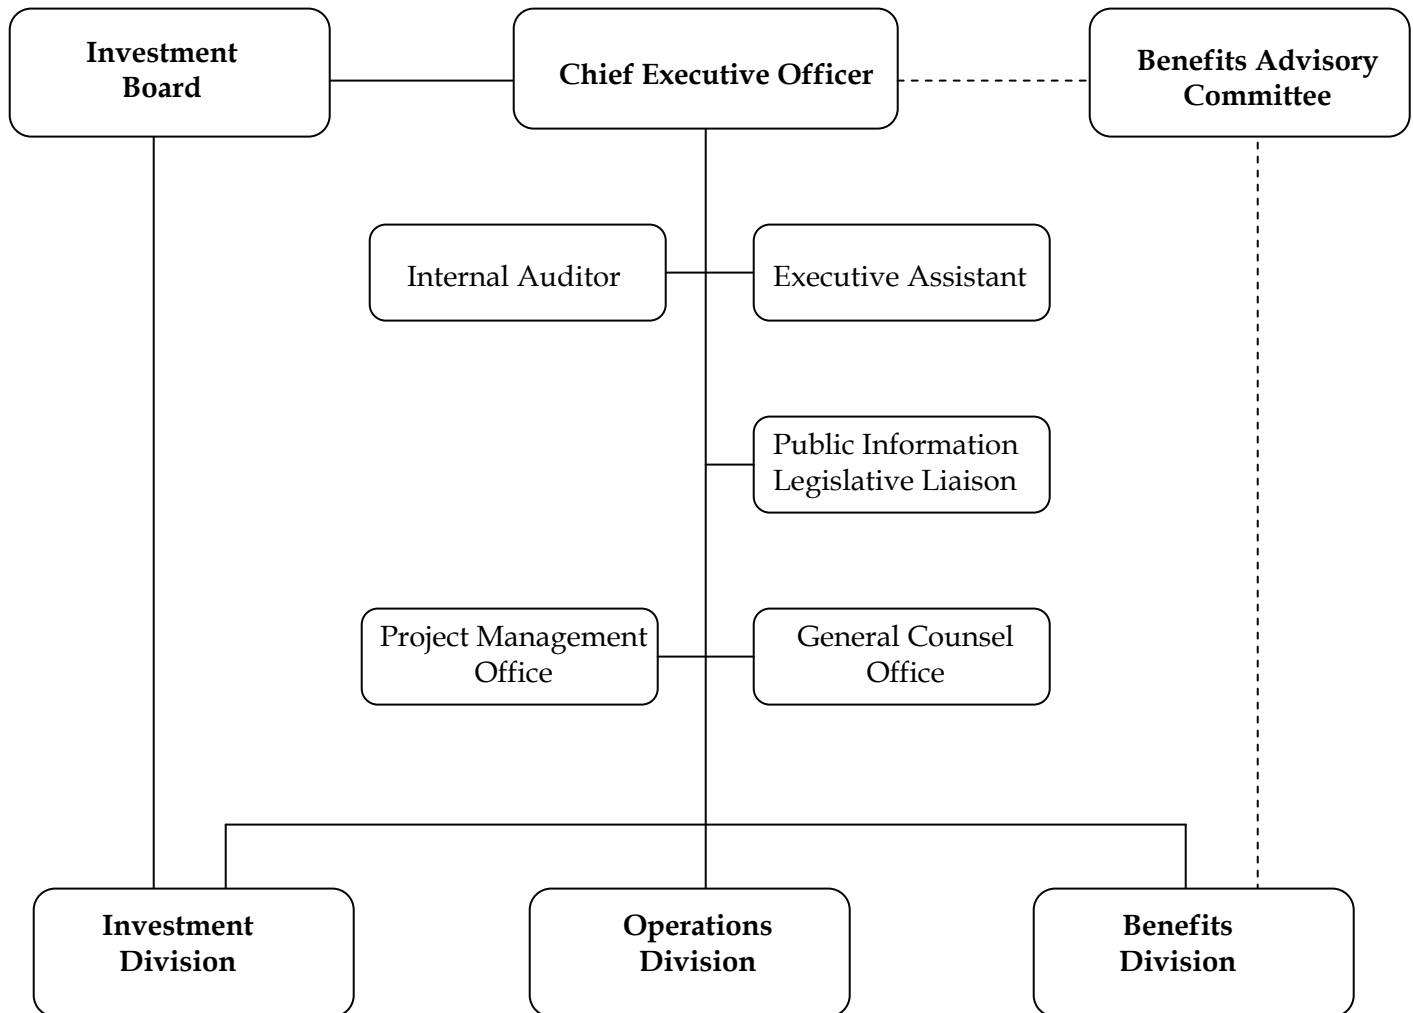 Investment
Board
Chief Executive Officer
Benefits Advisory
Committee
Internal Auditor
Executive Assistant
Public Information
Legislative Liaison
Project Management
Office
General Counsel
Office
Investment
Division
Operations
Division
Benefits
Division